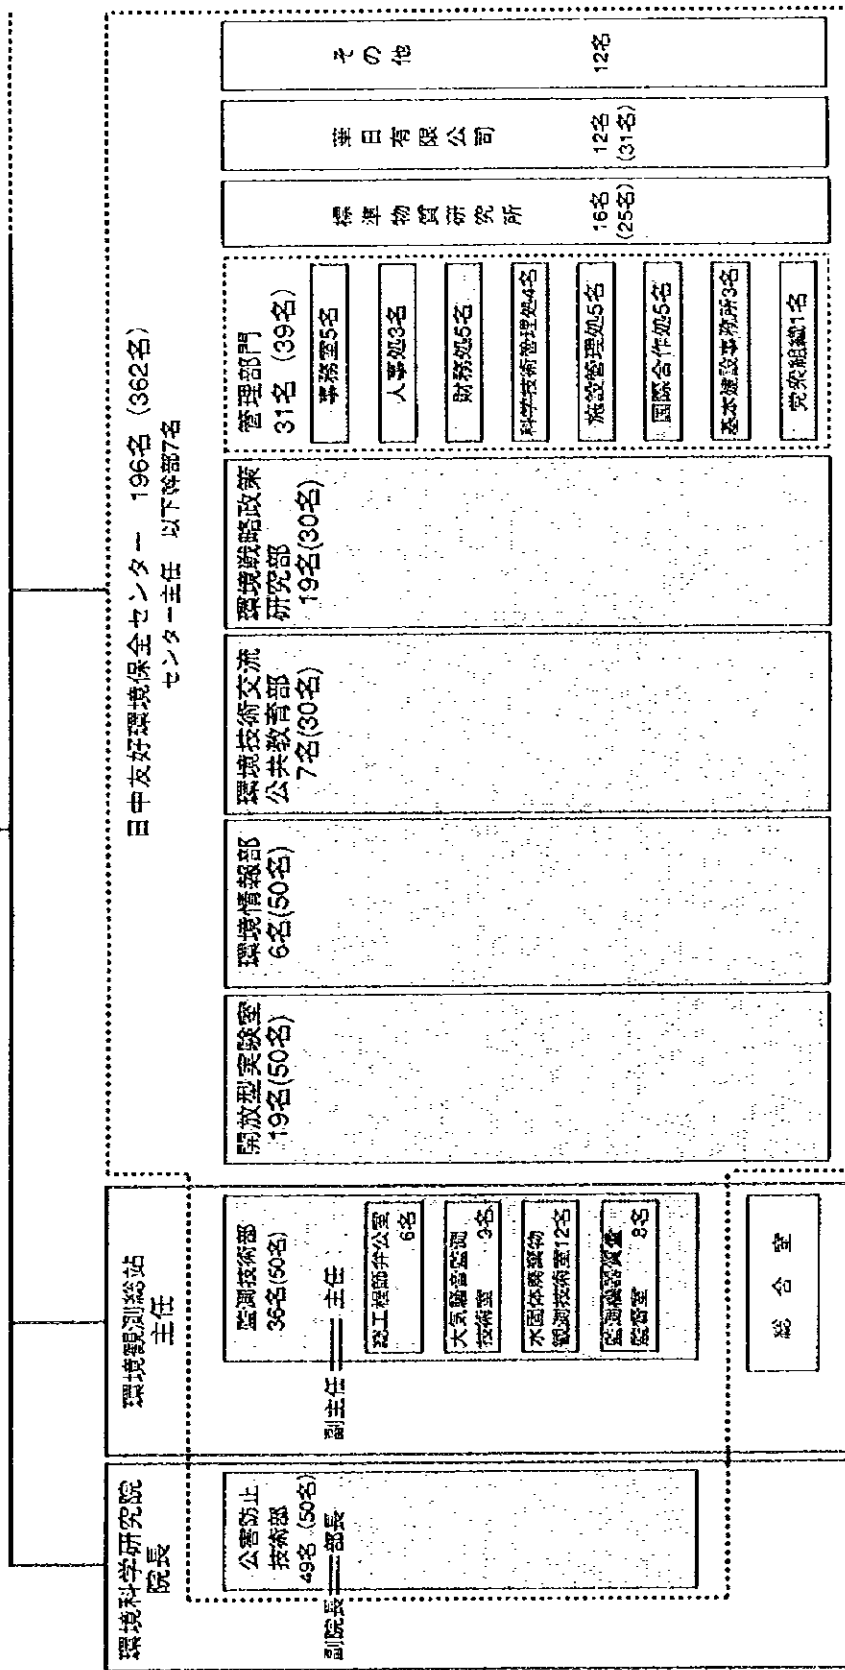 環境科学研究院
院長
公害防止
技術部
49名 (50名)
副院長 部長
環境観測総站
主任
監測技術部
36名(50名)
副主任 主任
総工程師弁公室
6名
大気騒音監測
技術室 9名
水固体廃棄物
観測技術室12名
監測機器質量
監督室 8名
総合室
日中友好環境保全センター 196名 (362名)
センター主任 以下幹部7名
開放型実験室
19名(50名)
環境情報部
6名(50名)
環境技術交流
公共教育部
7名(30名)
環境戦略政策
研究部
19名(30名)
管理部門
31名 (39名)
事務室5名
人事処3名
財務処5名
科学技術管理処4名
施設管理処5名
国際合作処5名
基本建設事務所3名
党衆組織1名
標準物質研究所
16名
(25名)
日有限公司
12名
(31名)
その他
12名